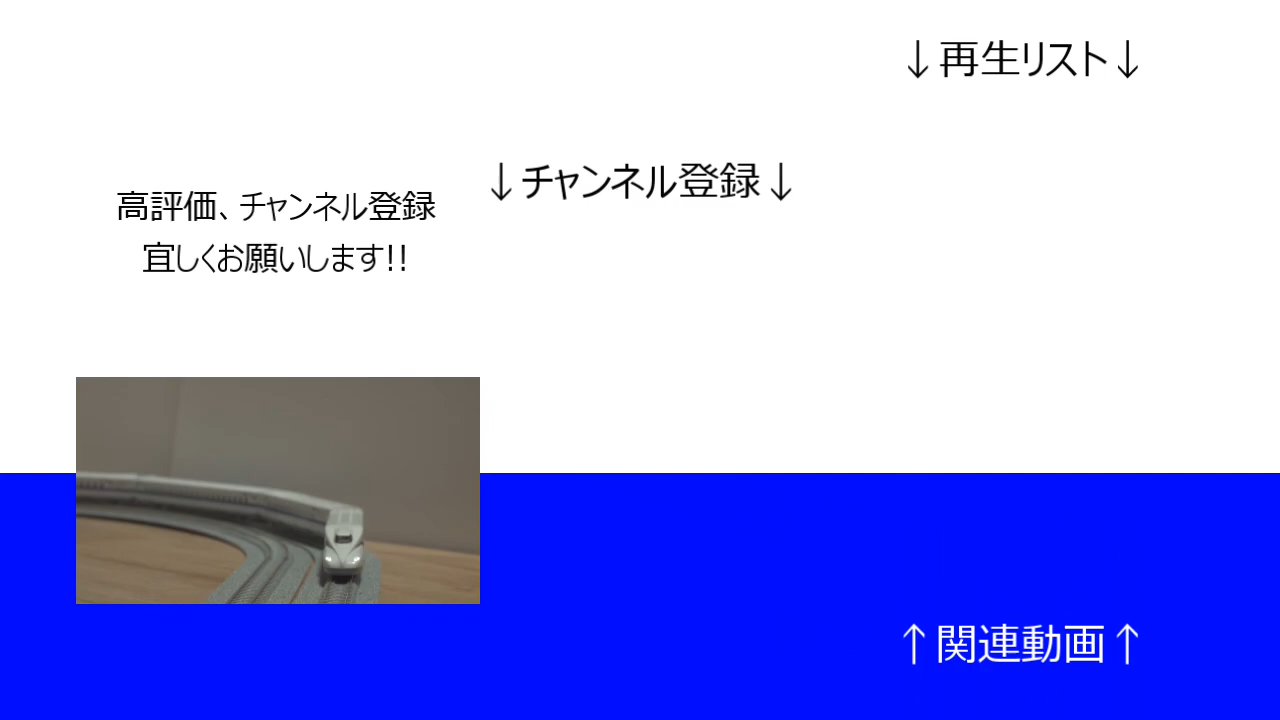 ↓再生リスト↓
↓チャンネル登録↓
高評価、チャンネル登録
宜しくお願いします!!
↑関連動画↑